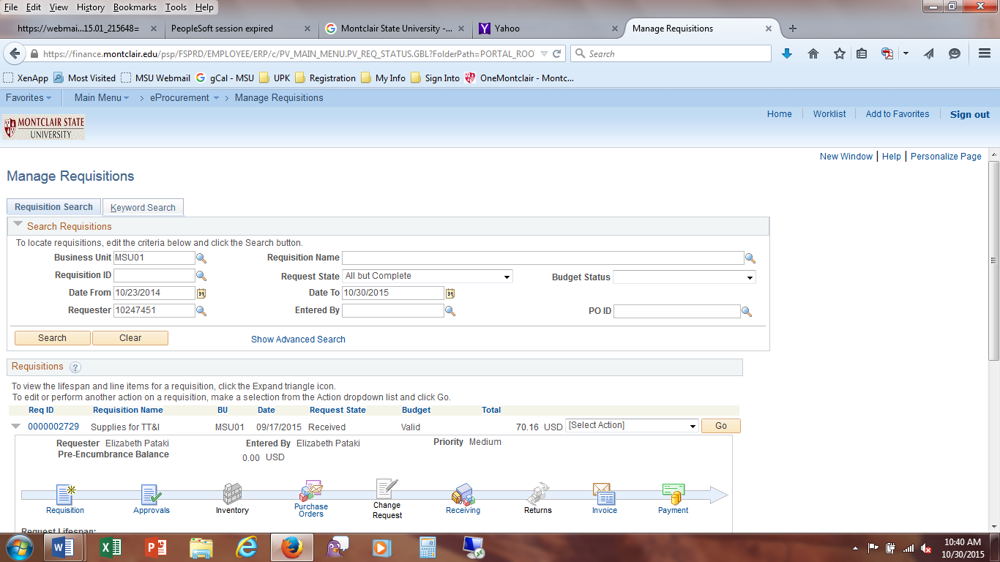 File Edit View History Bookmarks Tools Help
https://webmai...15.01_215648= PeopleSoft session expired Montclair State University -... Yahoo Manage Requisitions
https://finance.montclair.edu/psp/FSPRD/EMPLOYEE/ERP/c/PV_MAIN_MENU.PV_REQ_STATUS.GBL?FolderPath=PORTAL_ROO Search
XenApp Most Visited MSU Webmail gCal - MSU UPK Registration My Info Sign Into OneMontclair - Montc...
Favorites Main Menu > eProcurement > Manage Requisitions
MONTCLAIR STATE
UNIVERSITY
Home Worklist Add to Favorites Sign out
New Window | Help | Personalize Page
Manage Requisitions
Requisition Search Keyword Search
Search Requisitions
To locate requisitions, edit the criteria below and click the Search button.
Business Unit MSU01 Requisition Name
Requisition ID Request State All but Complete Budget Status
Date From 10/23/2014 31 Date To 10/30/2015 31
Requester 10247451 Entered By PO ID
Search Clear Show Advanced Search
Requisitions ?
To view the lifespan and line items for a requisition, click the Expand triangle icon.
To edit or perform another action on a requisition, make a selection from the Action dropdown list and click Go.
Req ID Requisition Name BU Date Request State Budget Total
0000002729 Supplies for TT&I MSU01 09/17/2015 Received Valid 70.16 USD [Select Action] Go
Requester Elizabeth Pataki Entered By Elizabeth Pataki Priority Medium
Pre-Encumbrance Balance 0.00 USD
Requisition Approvals Inventory Purchase Orders Change Request Receiving Returns Invoice Payment
Request Lifespan:
10:40 AM
10/30/2015